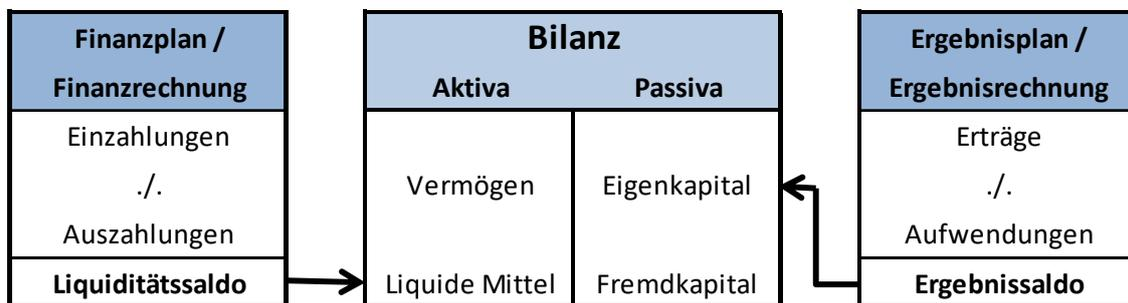 Finanzplan /
Finanzrechnung
Einzahlungen
./.
Auszahlungen
Liquiditätssaldo
Bilanz
Aktiva Passiva
Vermögen Eigenkapital
Liquide Mittel Fremdkapital
Ergebnisplan /
Ergebnisrechnung
Erträge
./.
Aufwendungen
Ergebnissaldo